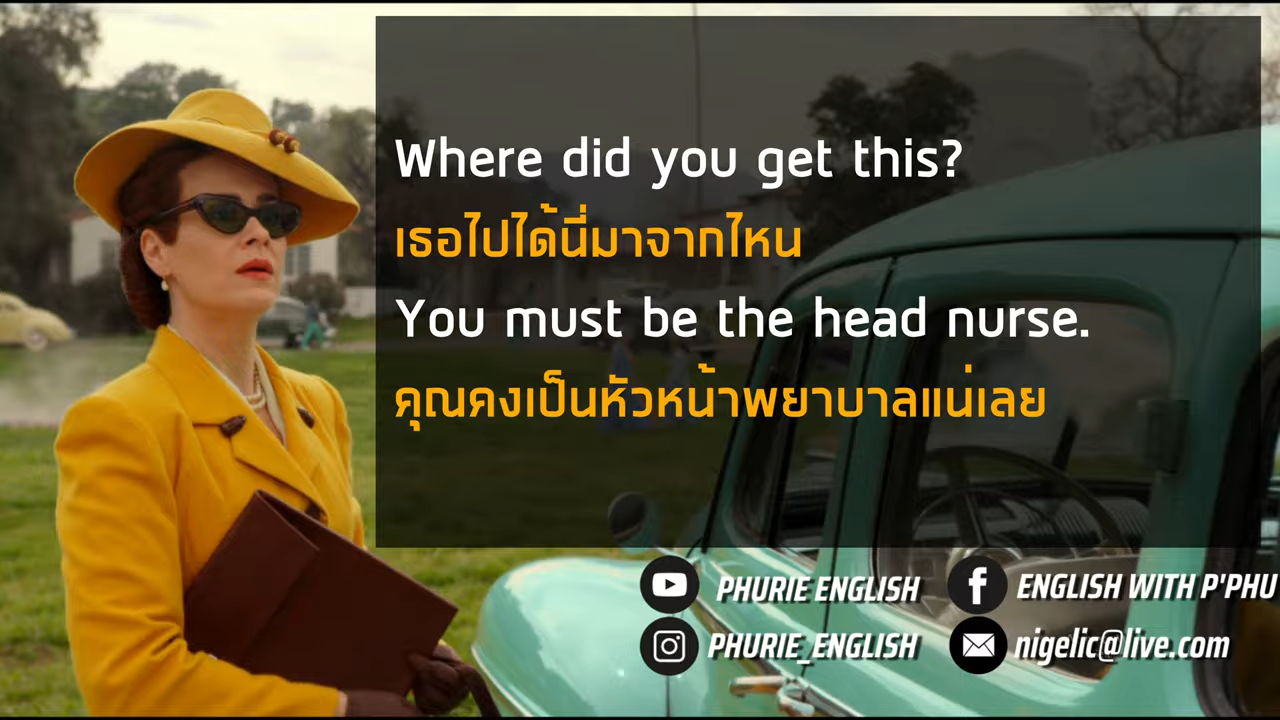 Where did you get this?
เธอไปได้นี่มาจากไหน
You must be the head nurse.
คุณคงเป็นหัวหน้าพยาบาลแน่เลย
PHURIE ENGLISH
ENGLISH WITH P'PHU
PHURIE_ENGLISH
nigelic@live.com